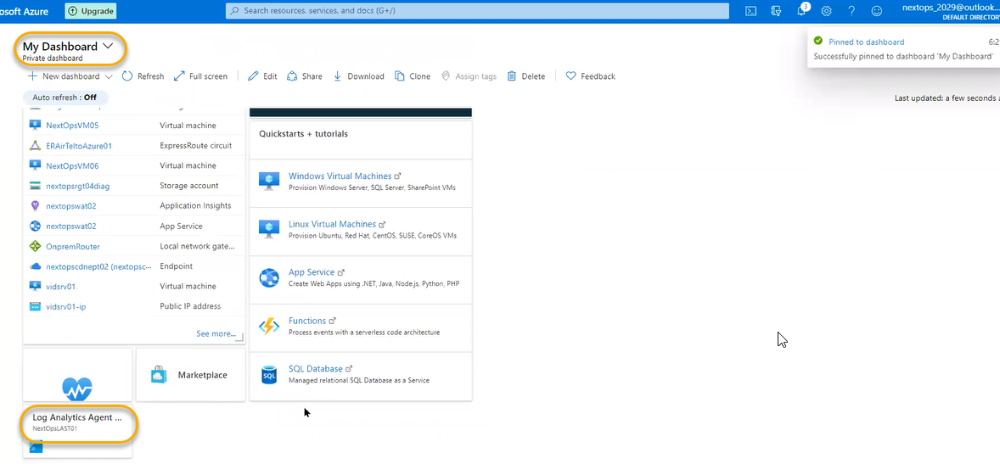 osoft Azure
Upgrade
Search resources, services, and docs (G+/)
3
nextops_2029@outlook....
DEFAULT DIRECTORY
My Dashboard
Private dashboard
Pinned to dashboard
6:2
Successfully pinned to dashboard 'My Dashboard'
New dashboard
Refresh
Full screen
Edit
Share
Download
Clone
Assign tags
Delete
Feedback
Auto refresh : Off
Last updated: a few seconds a
NextOpsVM05 Virtual machine
ERAirTeltoAzure01 ExpressRoute circuit
NextOpsVM06 Virtual machine
nextopsrgt04diag Storage account
nextopswat02 Application Insights
nextopswat02 App Service
OnpremRouter Local network gate...
nextopscdnept02 (nextopsc... Endpoint
vidsrv01 Virtual machine
vidsrv01-ip Public IP address
See more...
Quickstarts + tutorials
Windows Virtual Machines
Provision Windows Server, SQL Server, SharePoint VMs
Linux Virtual Machines
Provision Ubuntu, Red Hat, CentOS, SUSE, CoreOS VMs
App Service
Create Web Apps using .NET, Java, Node.js, Python, PHP
Functions
Process events with a serverless code architecture
SQL
SQL Database
Managed relational SQL Database as a Service
Marketplace
Log Analytics Agent ...
NextOpsLAST01